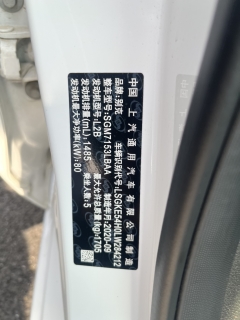 中国 上汽通用汽车有限公司制造
品牌:别克 车辆识别代号:LSGKE54H0LW284212
整车型号:SGM7153LBAA 制造年月:2020-09
发动机型号:L2B 最大允许总质量(kg):1705
发动机排量(mL):1485 乘坐人数:5
发动机最大净功率(kW):80